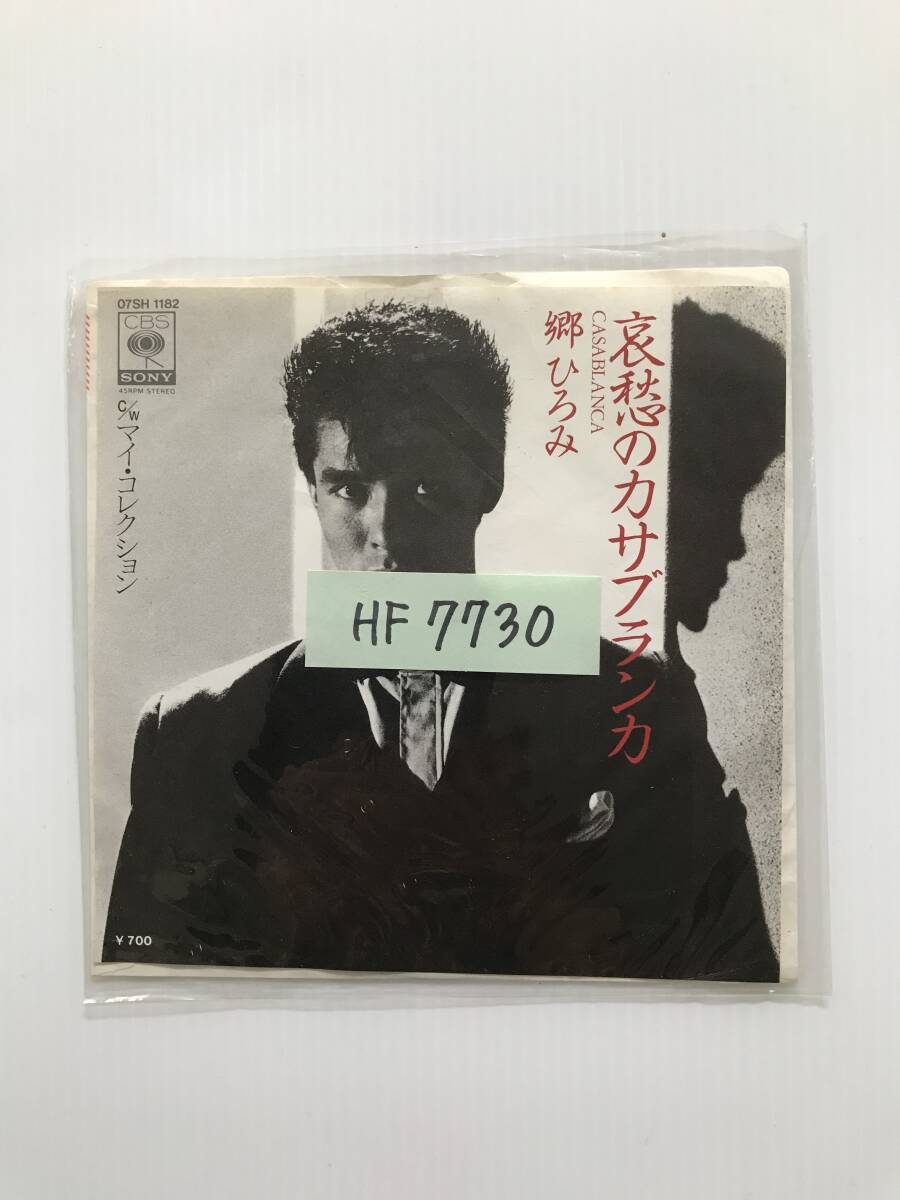 哀愁のカサブランカ
CASABLANCA
郷ひろみ
07SH 1182
CBS
SONY
45RPM STEREO
C/W マイ・コレクション
HF 7730
¥ 700